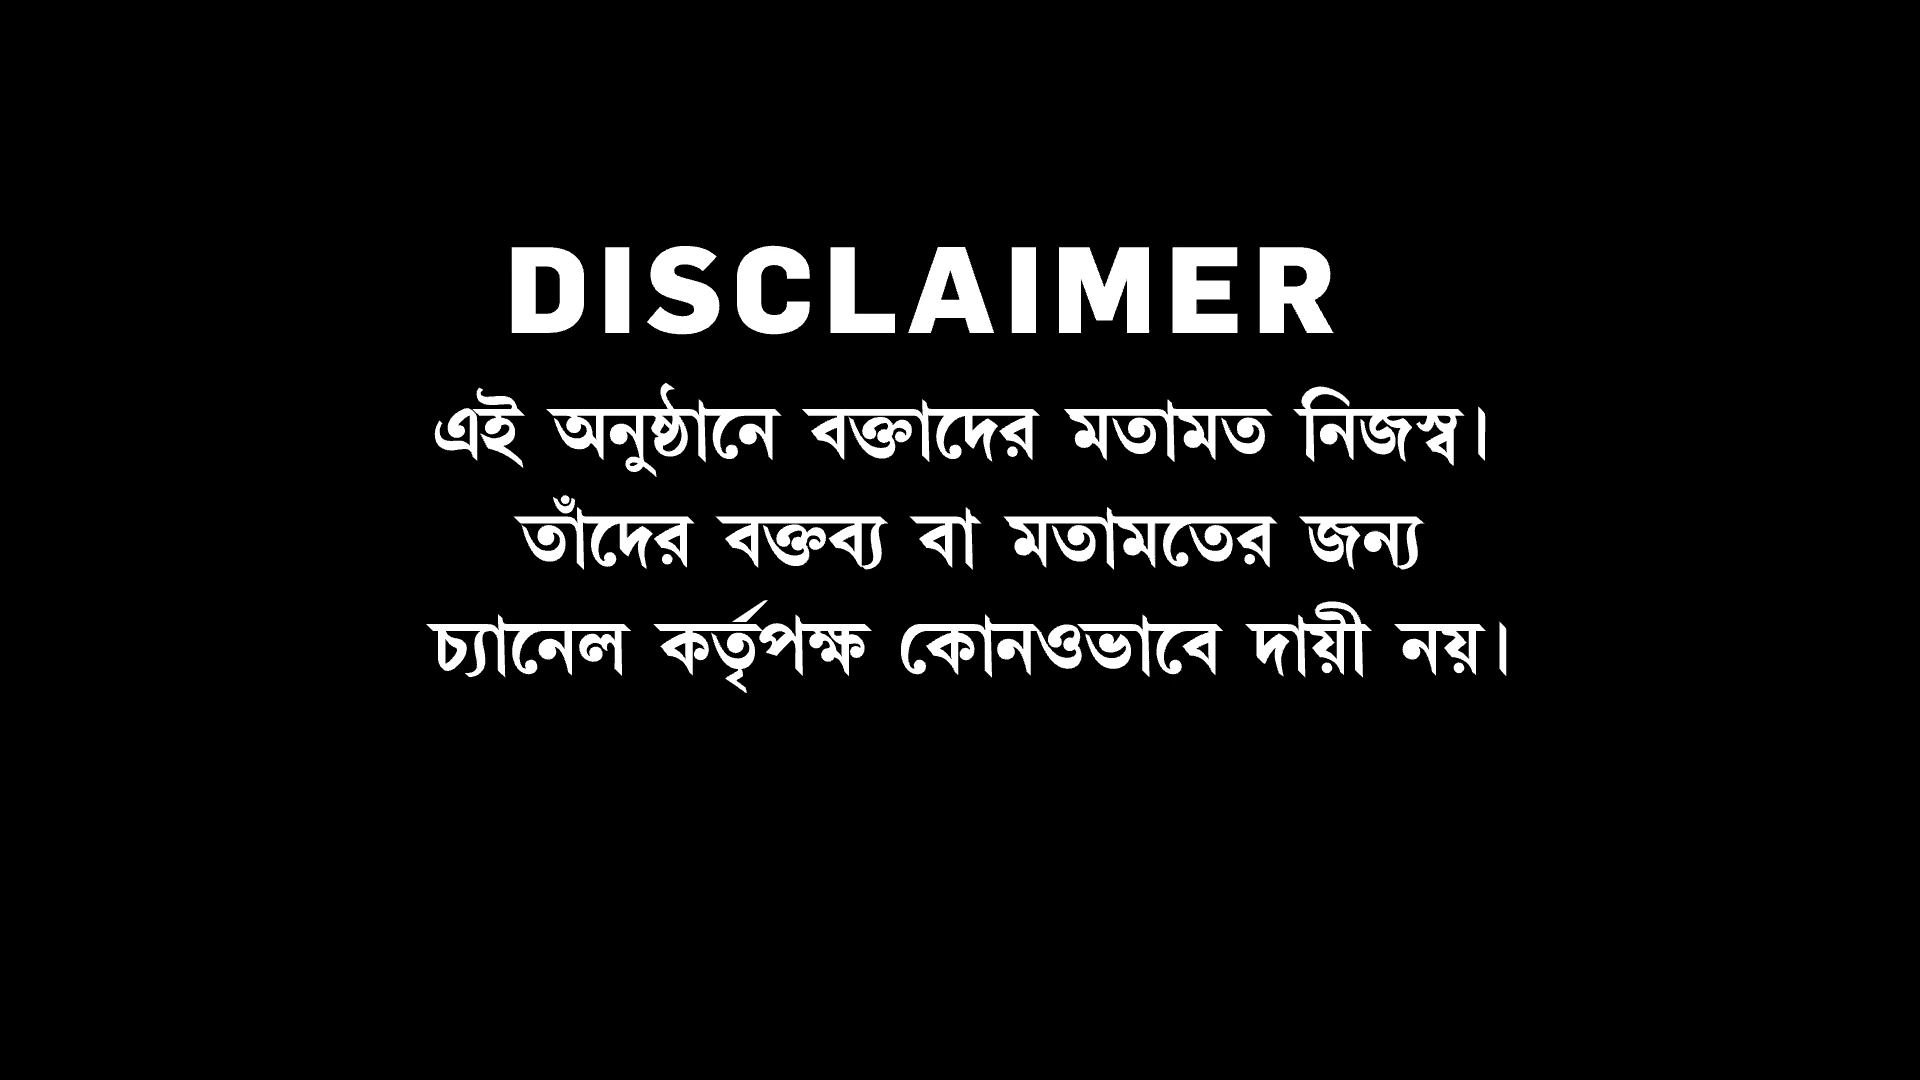 DISCLAIMER
এই অনুষ্ঠানে বক্তাদের মতামত নিজস্ব।
তাঁদের বক্তব্য বা মতামতের জন্য
চ্যানেল কর্তৃপক্ষ কোনওভাবে দায়ী নয়।